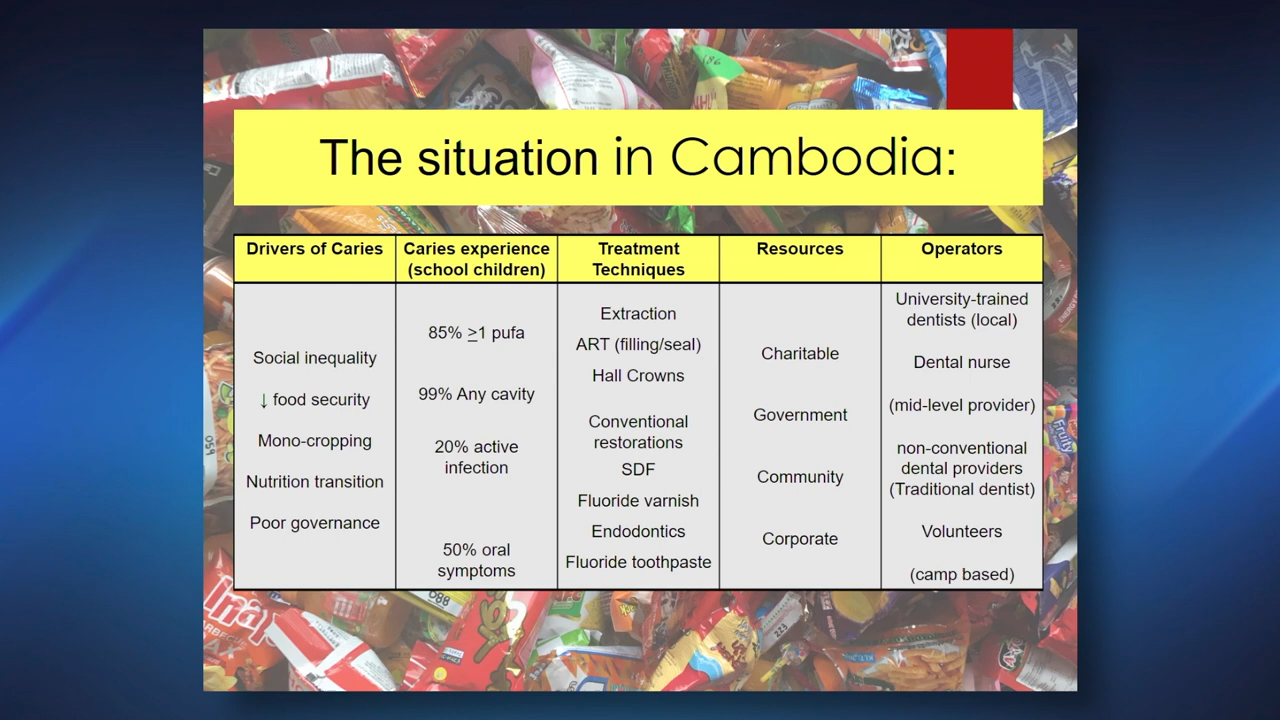 The situation in Cambodia:
Drivers of Caries
Caries experience
(school children)
Treatment
Techniques
Resources
Operators
Social inequality
↓ food security
Mono-cropping
Nutrition transition
Poor governance
85% ≥1 pufa
99% Any cavity
20% active
infection
50% oral
symptoms
Extraction
ART (filling/seal)
Hall Crowns
Conventional
restorations
SDF
Fluoride varnish
Endodontics
Fluoride toothpaste
Charitable
Government
Community
Corporate
University-trained
dentists (local)
Dental nurse
(mid-level provider)
non-conventional
dental providers
(Traditional dentist)
Volunteers
(camp based)